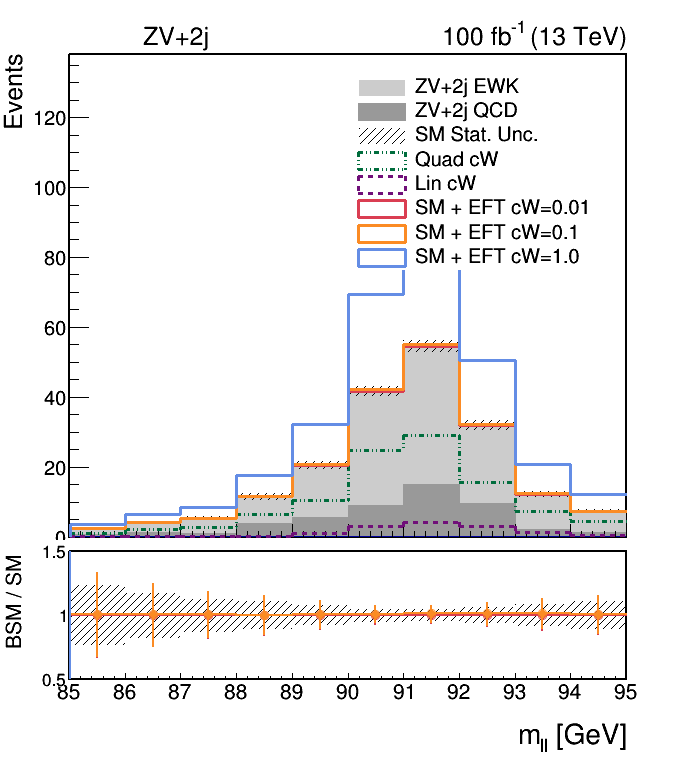 ZV+2j 100 fb-1 (13 TeV)
Events
120
100
80
60
40
20
0
ZV+2j EWK
ZV+2j QCD
SM Stat. Unc.
Quad cW
Lin cW
SM + EFT cW=0.01
SM + EFT cW=0.1
SM + EFT cW=1.0
BSM / SM
1.5
1
0.5
85 86 87 88 89 90 91 92 93 94 95
mll [GeV]